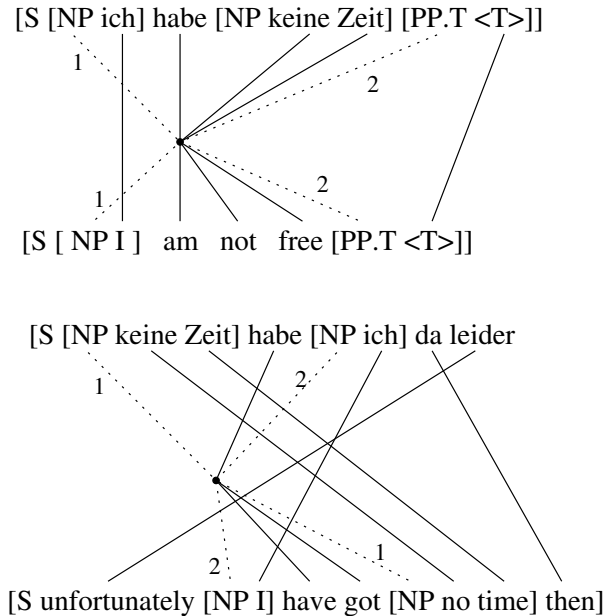 [S [NP ich] habe [NP keine Zeit] [PP.T <T>]]
1
2
1
2
[S [ NP I ] am not free [PP.T <T>]]
[S [NP keine Zeit] habe [NP ich] da leider
1
2
2
1
[S unfortunately [NP I] have got [NP no time] then]